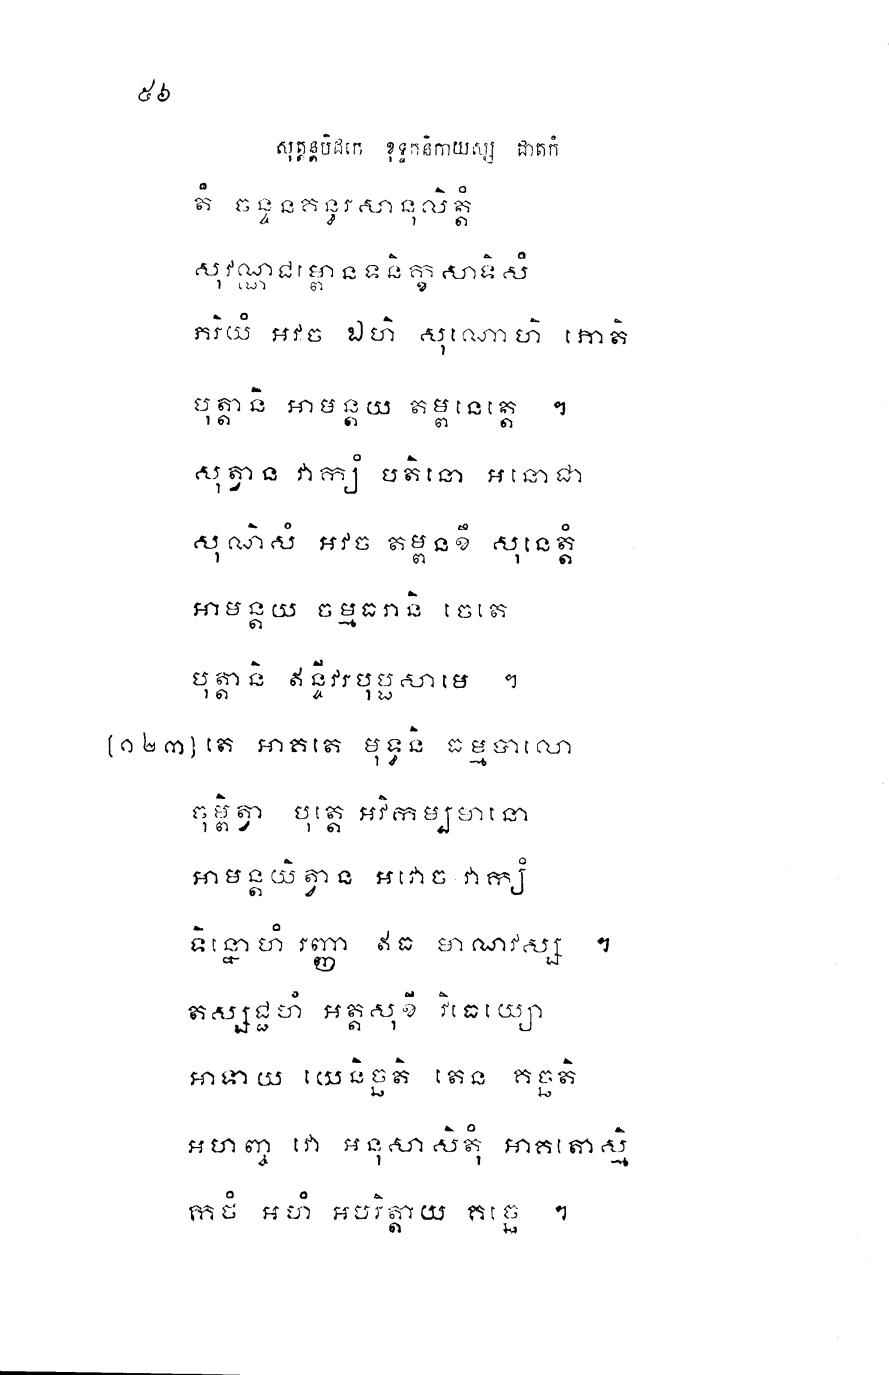 ៥៦
សុត្តន្តបិដកេ ខុទ្ទកនិកាយស្ស ជាតកំ
តំ ចន្ទនគន្ធរសានុលិត្តំ
សុវណ្ណជម្ពោនទនិក្ខសាទិសំ
ភរិយំ អវច ឯហិ សុណោហិ ភោតិ
បុត្តានិ អាមន្តយ តម្ពនេត្តេ ។
សុត្វាន វាក្យំ បតិនោ អនោជា
សុណិសំ អវច តម្ពនខឹ សុនេត្តំ
អាមន្តយ ចម្មធរានិ ចេតេ
បុត្តានិ ឥន្ទីវរបុប្ផសាមេ ។
[១២៣] តេ អាគតេ មុទ្ធនិ ធម្មបាលោ
ចុម្ពិត្វា បុត្តេ អវិកម្បមានោ
អាមន្តយិត្វាន អវោច វាក្យំ
ទិន្នោហំ រញ្ញា ឥធ មាណវស្ស ។
តស្សជ្ជហំ អត្តសុខី វិធេយ្យោ
អាទាយ យេនិច្ឆតិ តេន គច្ឆតិ
អហញ្ច វោ អនុសាសិតុំ អាគតោស្មិ
កថំ អហំ អបរិត្តាយ គច្ឆេ ។